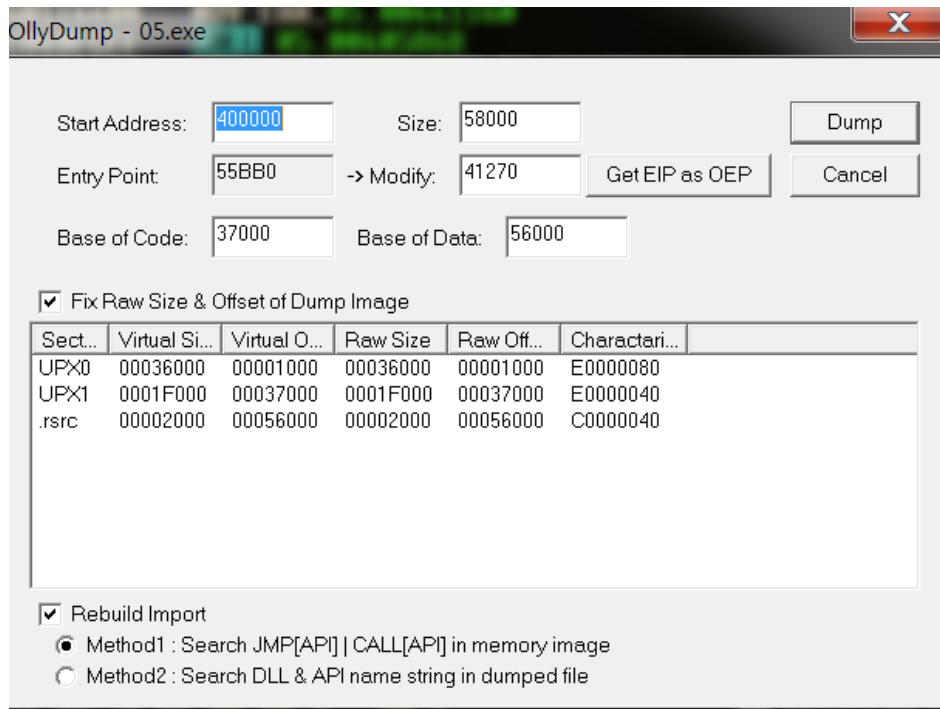 OllyDump - 05.exe
Start Address: 400000 Size: 58000 Dump
Entry Point: 55BB0 -> Modify: 41270 Get EIP as OEP Cancel
Base of Code: 37000 Base of Data: 56000
Fix Raw Size & Offset of Dump Image
Sect... Virtual Si... Virtual O... Raw Size Raw Off... Charactari...
UPX0 00036000 00001000 00036000 00001000 E0000080
UPX1 0001F000 00037000 0001F000 00037000 E0000040
.rsrc 00002000 00056000 00002000 00056000 C0000040
Rebuild Import
Method1 : Search JMP[API] | CALL[API] in memory image
Method2 : Search DLL & API name string in dumped file